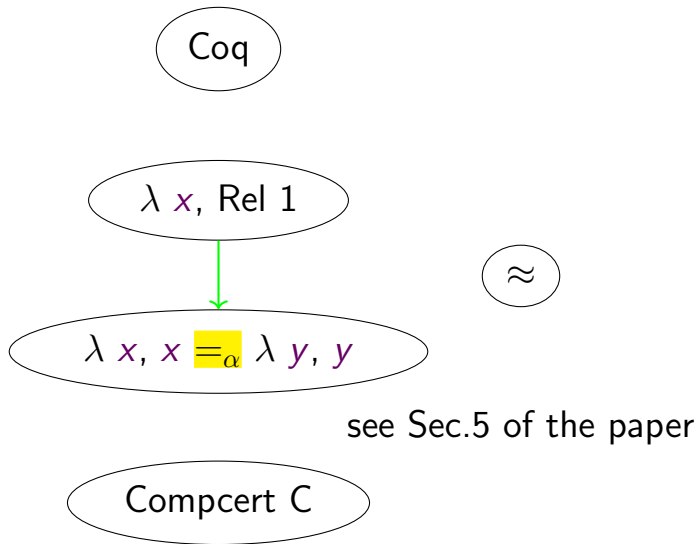 Coq
λ x, Rel 1
≈
λ x, x =α λ y, y
see Sec.5 of the paper
Compcert C